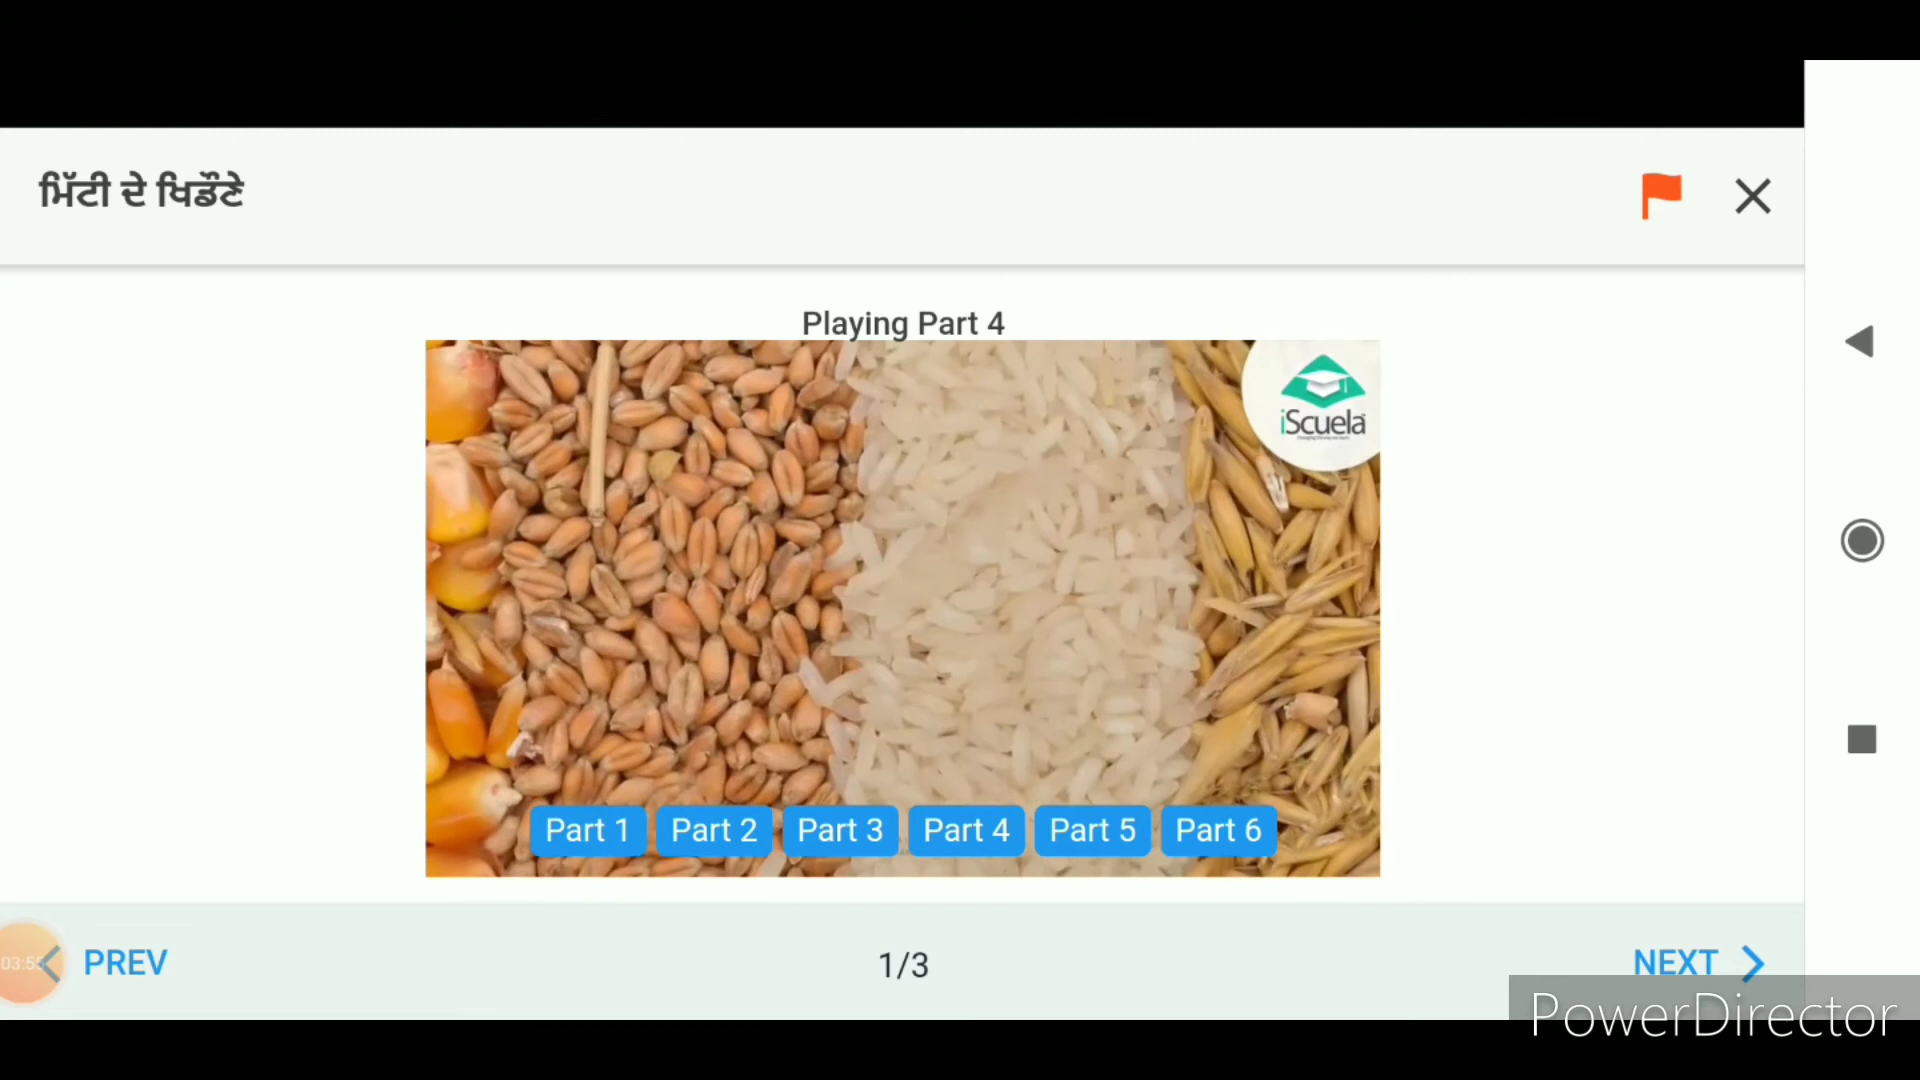 ਮਿੱਟੀ ਦੇ ਖਿਡੌਣੇ
Playing Part 4
iScuela
Part 1 Part 2 Part 3 Part 4 Part 5 Part 6
PREV
1/3
NEXT
PowerDirector